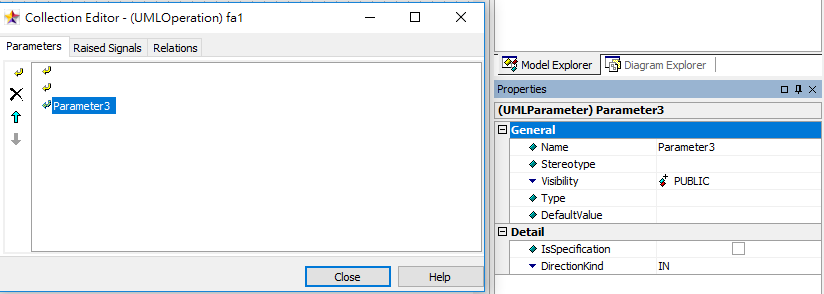 Collection Editor - (UMLOperation) fa1
Parameters
Raised Signals
Relations
Parameter3
Close
Help
Model Explorer
Diagram Explorer
Properties
(UMLParameter) Parameter3
General
Name Parameter3
Stereotype
Visibility PUBLIC
Type
DefaultValue
Detail
IsSpecification
DirectionKind IN